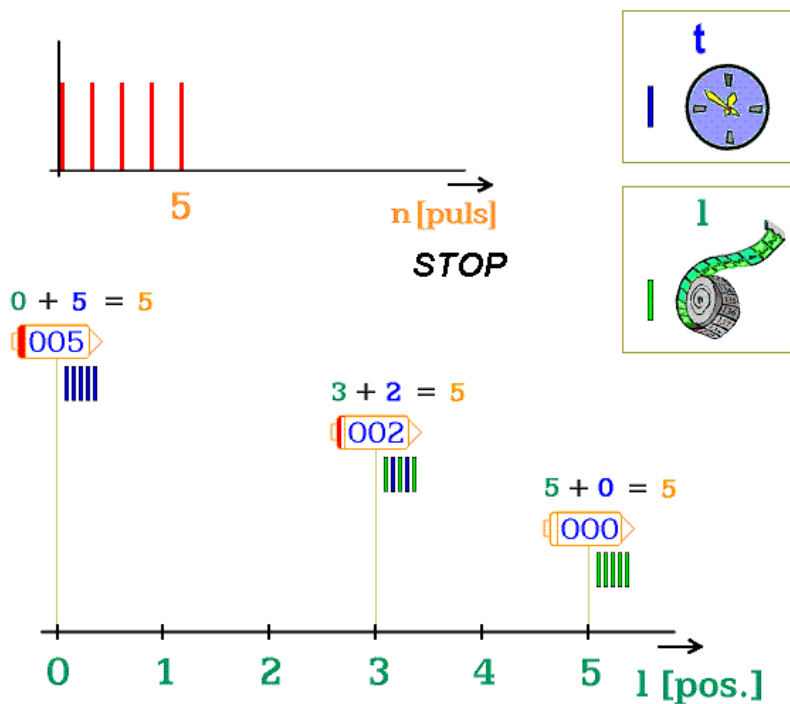 t
5
n [puls]
STOP
l
0 + 5 = 5
005
3 + 2 = 5
002
5 + 0 = 5
000
0 1 2 3 4 5
l [pos.]